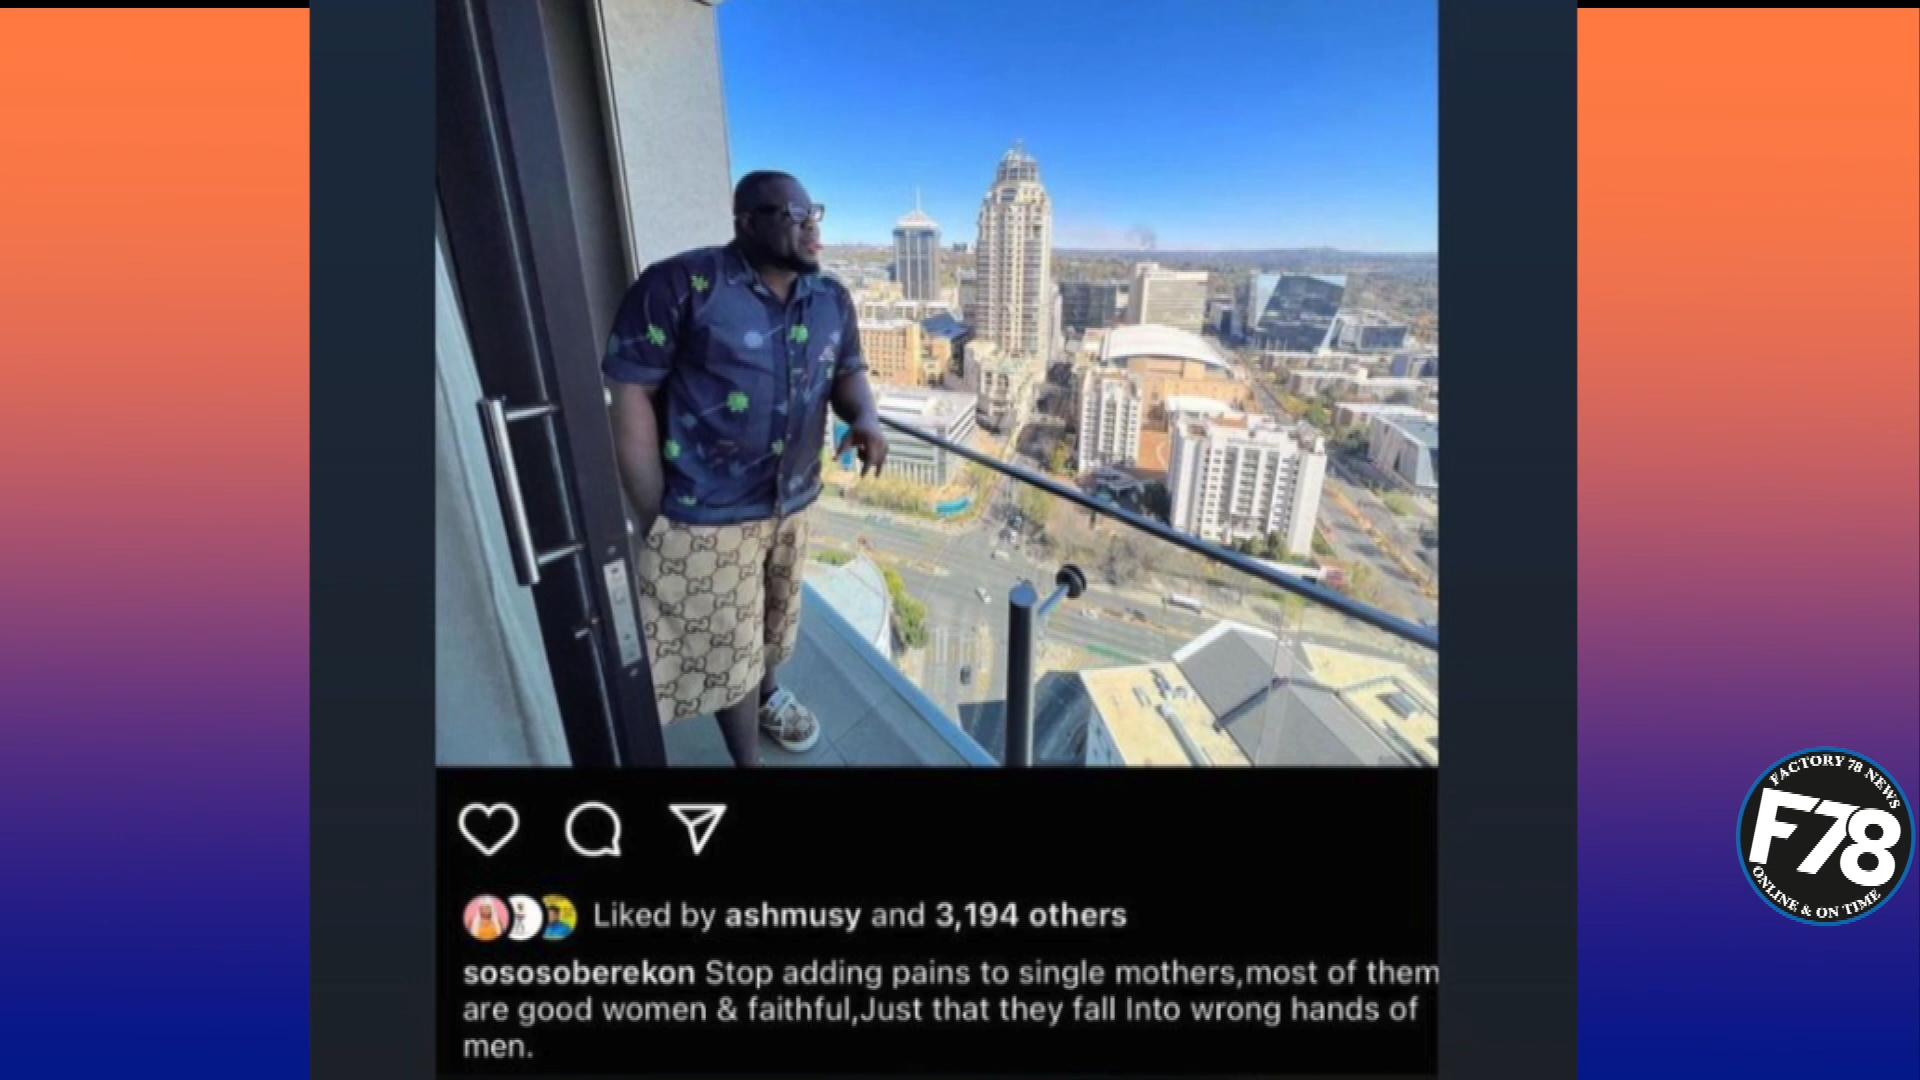 Liked by ashmusy and 3,194 others
sososoberekon Stop adding pains to single mothers,most of them
are good women & faithful,Just that they fall Into wrong hands of
men.
FACTORY 78 NEWS
F78
ONLINE & ON TIME